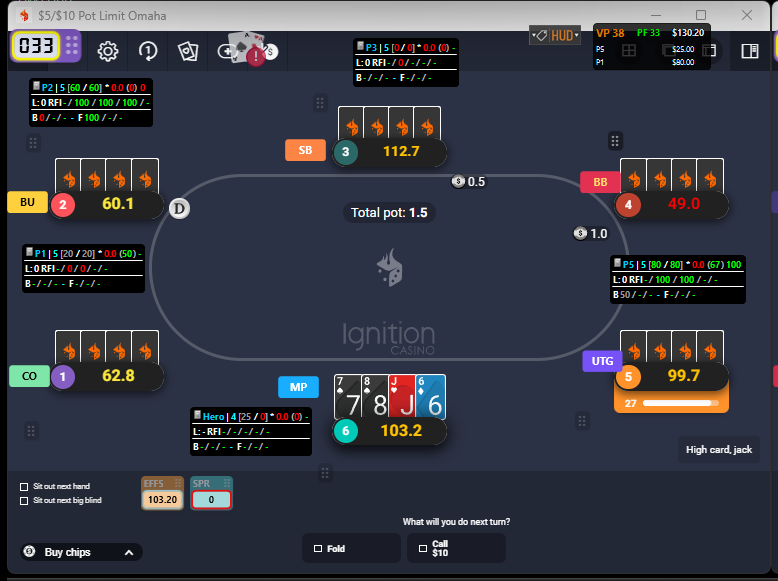 $5/$10 Pot Limit Omaha
033
HUD
VP 38 PF 33 $130.20
P5 $25.00
P1 $80.00
P3 | 5 [0 / 0] * 0.0 (0) -
L: 0 RFI - / 0 / - / - / -
B - / - / - - F - / - / -
P2 | 5 [60 / 60] * 0.0 (0) 0
L: 0 RFI - / 100 / 100 / 100 / -
B 0 / - / - - F 100 / - / -
SB
3
112.7
BB
4
49.0
BU
2
60.1
D
$ 0.5
Total pot: 1.5
$ 1.0
P1 | 5 [20 / 20] * 0.0 (50) -
L: 0 RFI - / 0 / 0 / - / -
B - / - / - - F - / - / -
P5 | 5 [80 / 80] * 0.0 (67) 100
L: 0 RFI - / 100 / 100 / - / -
B 50 / - / - - F - / - / -
Ignition
CASINO
CO
1
62.8
UTG
5
99.7
27
MP
7 8 J 6
7 8 J 6
6
103.2
Hero | 4 [25 / 0] * 0.0 (0) -
L: - RFI - / - / - / - / -
B - / - / - - F - / - / -
High card, jack
Sit out next hand
Sit out next big blind
EFFS
103.20
SPR
0
What will you do next turn?
Buy chips
Fold
Call
$10